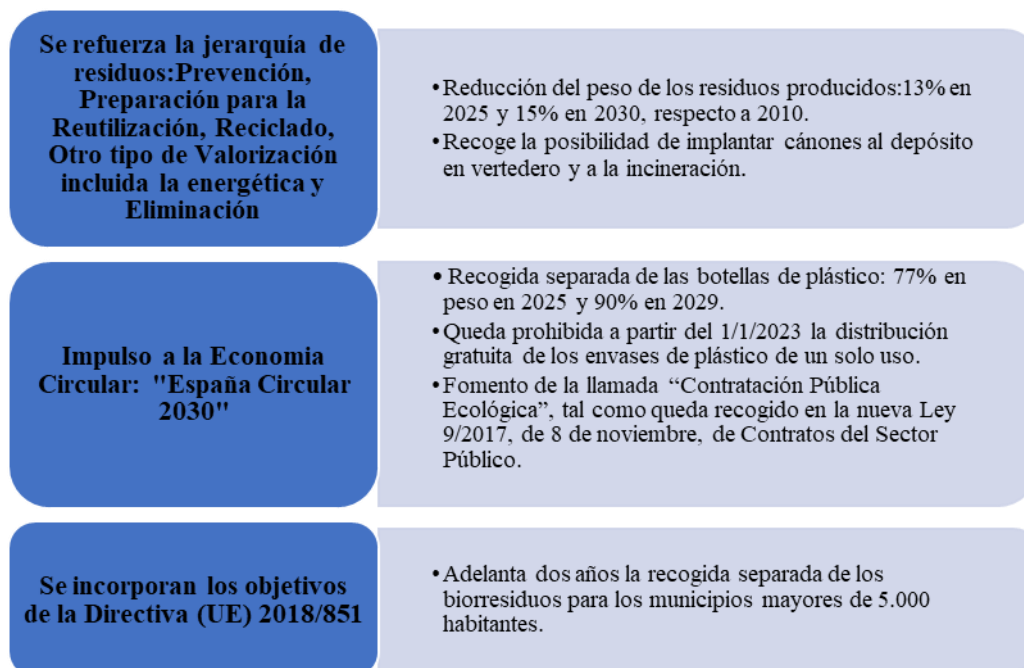 Se refuerza la jerarquía de
residuos:Prevención,
Preparación para la
Reutilización, Reciclado,
Otro tipo de Valorización
incluida la energética y
Eliminación
•Reducción del peso de los residuos producidos:13% en
2025 y 15% en 2030, respecto a 2010.
•Recoge la posibilidad de implantar cánones al depósito
en vertedero y a la incineración.
Impulso a la Economia
Circular: "España Circular
2030"
• Recogida separada de las botellas de plástico: 77% en
peso en 2025 y 90% en 2029.
•Queda prohibida a partir del 1/1/2023 la distribución
gratuita de los envases de plástico de un solo uso.
•Fomento de la llamada “Contratación Pública
Ecológica”, tal como queda recogido en la nueva Ley
9/2017, de 8 de noviembre, de Contratos del Sector
Público.
Se incorporan los objetivos
de la Directiva (UE) 2018/851
•Adelanta dos años la recogida separada de los
biorresiduos para los municipios mayores de 5.000
habitantes.